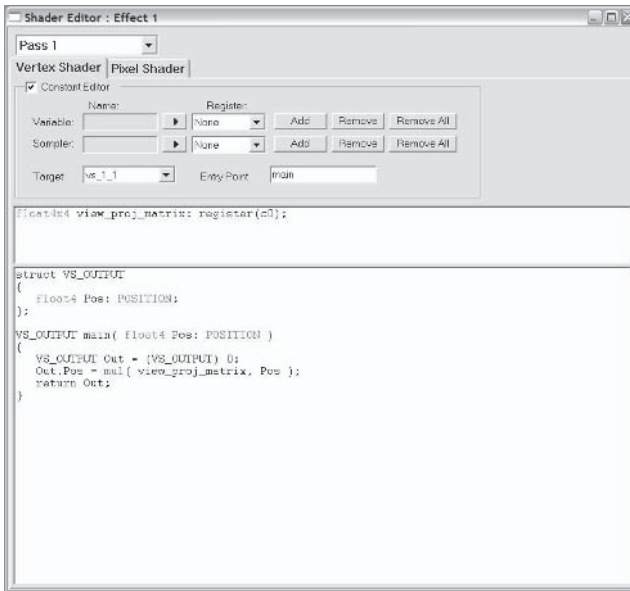 Shader Editor : Effect 1
Pass 1
Vertex Shader Pixel Shader
Constant Editor
Name: Register:
Variable: None Add Remove Remove All
Sampler: None Add Remove Remove All
Target vs_1_1 Entry Point main
float4x4 view_proj_matrix: register(c0);
struct VS_OUTPUT
{
float4 Pos: POSITION;
};
VS_OUTPUT main( float4 Pos: POSITION )
{
VS_OUTPUT Out = (VS_OUTPUT) 0;
Out.Pos = mul( view_proj_matrix, Pos );
return Out;
}